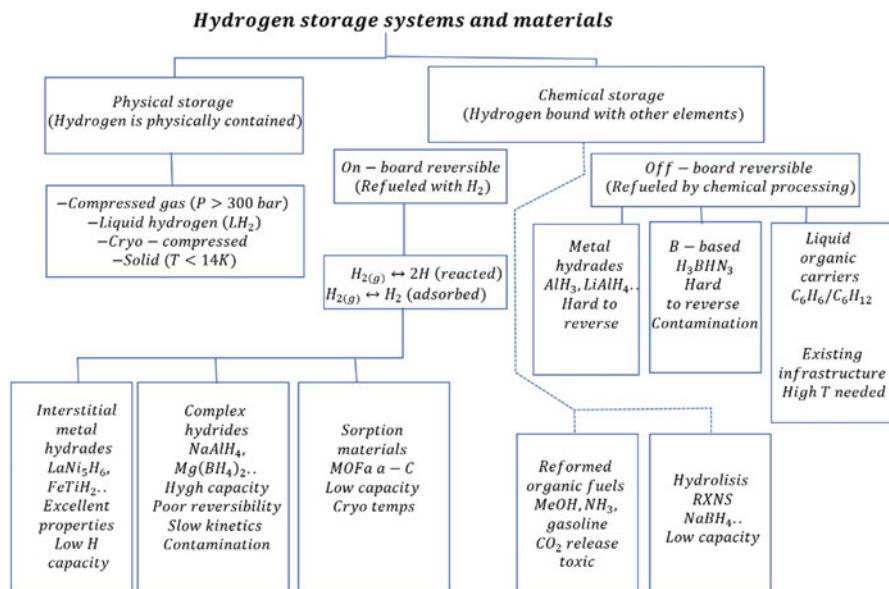 Hydrogen storage systems and materials
Physical storage
(Hydrogen is physically contained)
Chemical storage
(Hydrogen bound with other elements)
On − board reversible
(Refueled with H₂)
Off − board reversible
(Refueled by chemical processing)
−Compressed gas (P > 300 bar)
−Liquid hydrogen (LH₂)
−Cryo − compressed
−Solid (T < 14K)
H₂₍g₎ ↔ 2H (reacted)
H₂₍g₎ ↔ H₂ (adsorbed)
Metal
hydrades
AlH₃, LiAlH₄..
Hard to
reverse
B − based
H₃BHN₃
Hard
to reverse
Contamination
Liquid
organic
carriers
C₆H₆/C₆H₁₂
Existing
infrastructure
High T needed
Interstitial
metal
hydrades
LaNi₅H₆,
FeTiH₂..
Excellent
properties
Low H
capacity
Complex
hydrides
NaAlH₄,
Mg(BH₄)₂..
Hygh capacity
Poor reversibility
Slow kinetics
Contamination
Sorption
materials
MOFa a − C
Low capacity
Cryo temps
Reformed
organic fuels
MeOH, NH₃,
gasoline
CO₂ release
toxic
Hydrolisis
RXNS
NaBH₄..
Low capacity